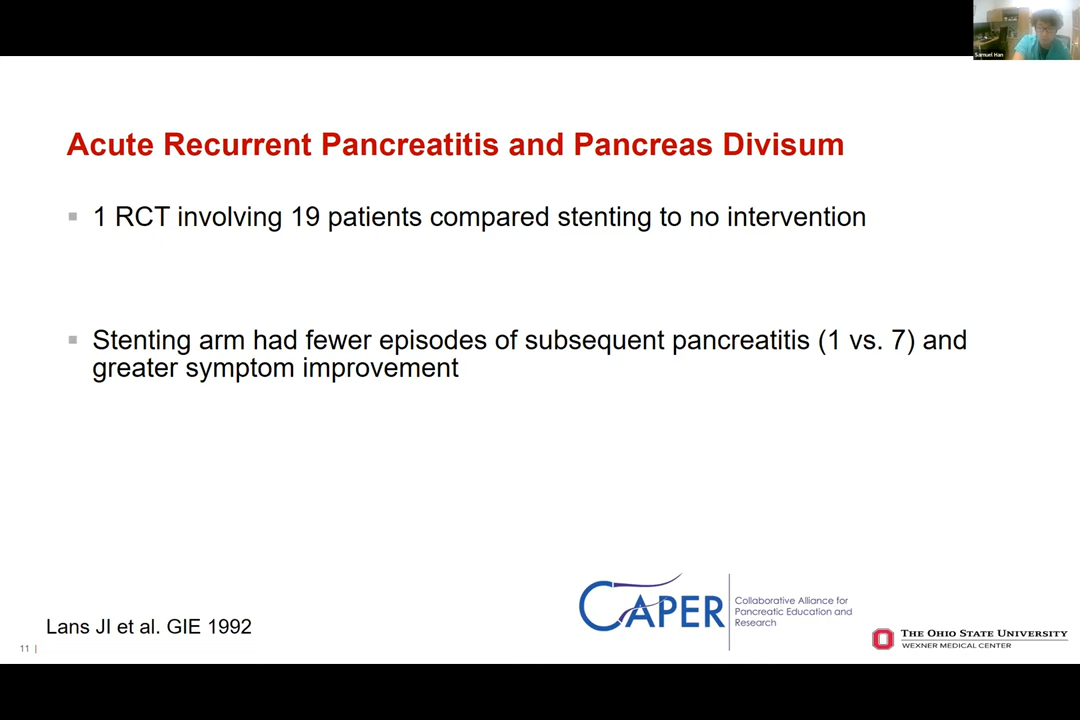 Samuel Han
Acute Recurrent Pancreatitis and Pancreas Divisum
1 RCT involving 19 patients compared stenting to no intervention
Stenting arm had fewer episodes of subsequent pancreatitis (1 vs. 7) and
greater symptom improvement
Lans JI et al. GIE 1992
11 |
CAPER
Collaborative Alliance for
Pancreatic Education and
Research
THE OHIO STATE UNIVERSITY
WEXNER MEDICAL CENTER